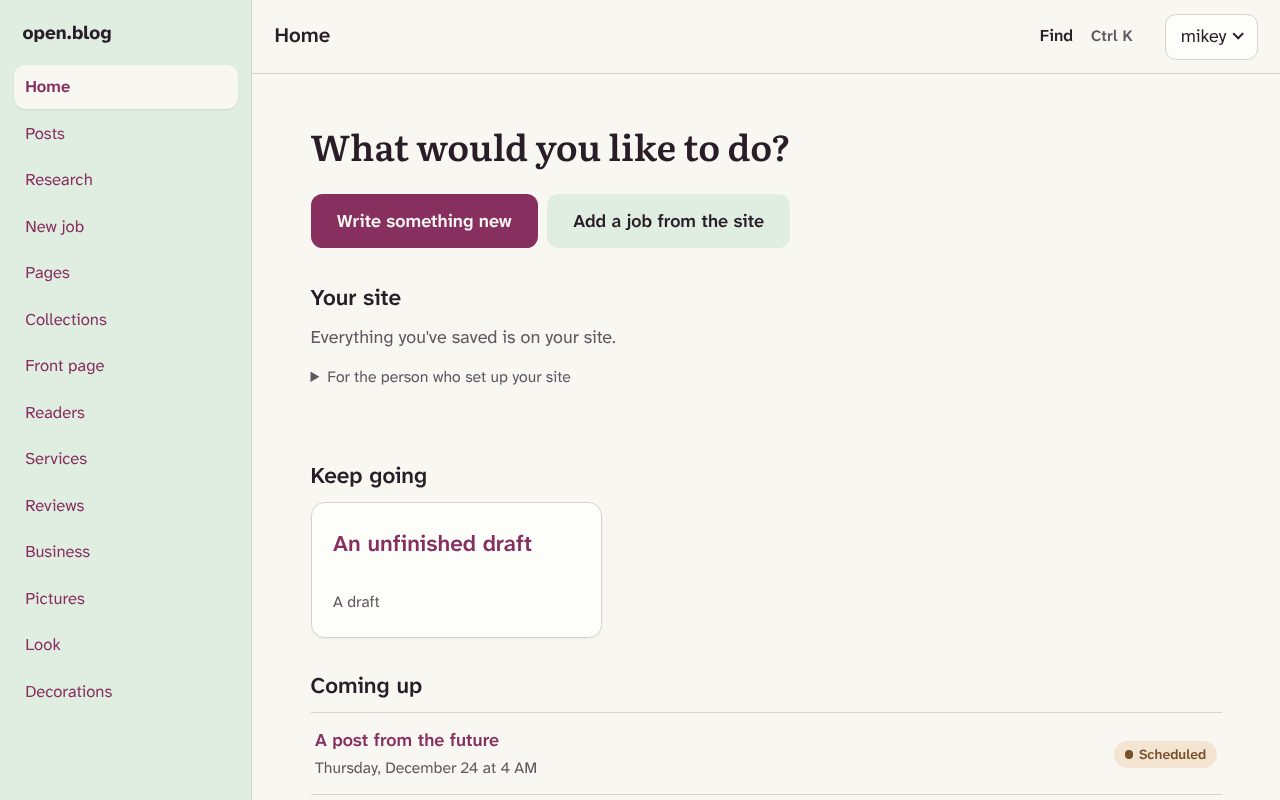 open.blog
Home
Posts
Research
New job
Pages
Collections
Front page
Readers
Services
Reviews
Business
Pictures
Look
Decorations
Home
Find Ctrl K
mikey
What would you like to do?
Write something new
Add a job from the site
Your site
Everything you've saved is on your site.
For the person who set up your site
Keep going
An unfinished draft
A draft
Coming up
A post from the future
Thursday, December 24 at 4 AM
Scheduled